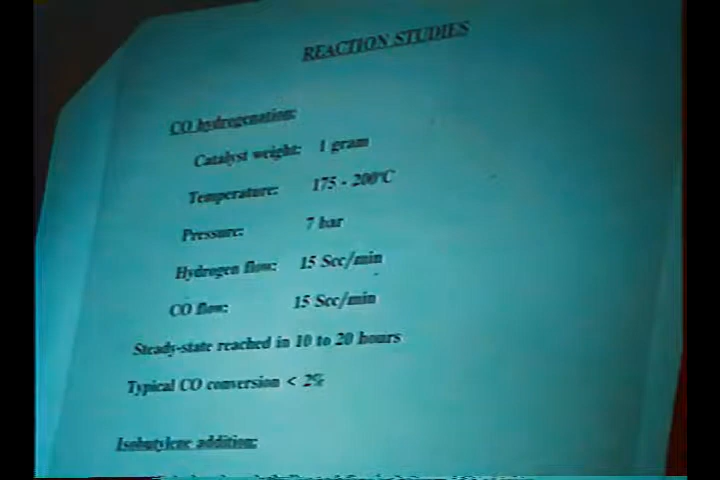 REACTION STUDIES
CO hydrogenation:
Catalyst weight: 1 gram
Temperature: 175 - 200°C
Pressure: 7 bar
Hydrogen flow: 15 Scc/min
CO flow: 15 Scc/min
Steady-state reached in 10 to 20 hours
Typical CO conversion < 2%
Isobutylene addition: